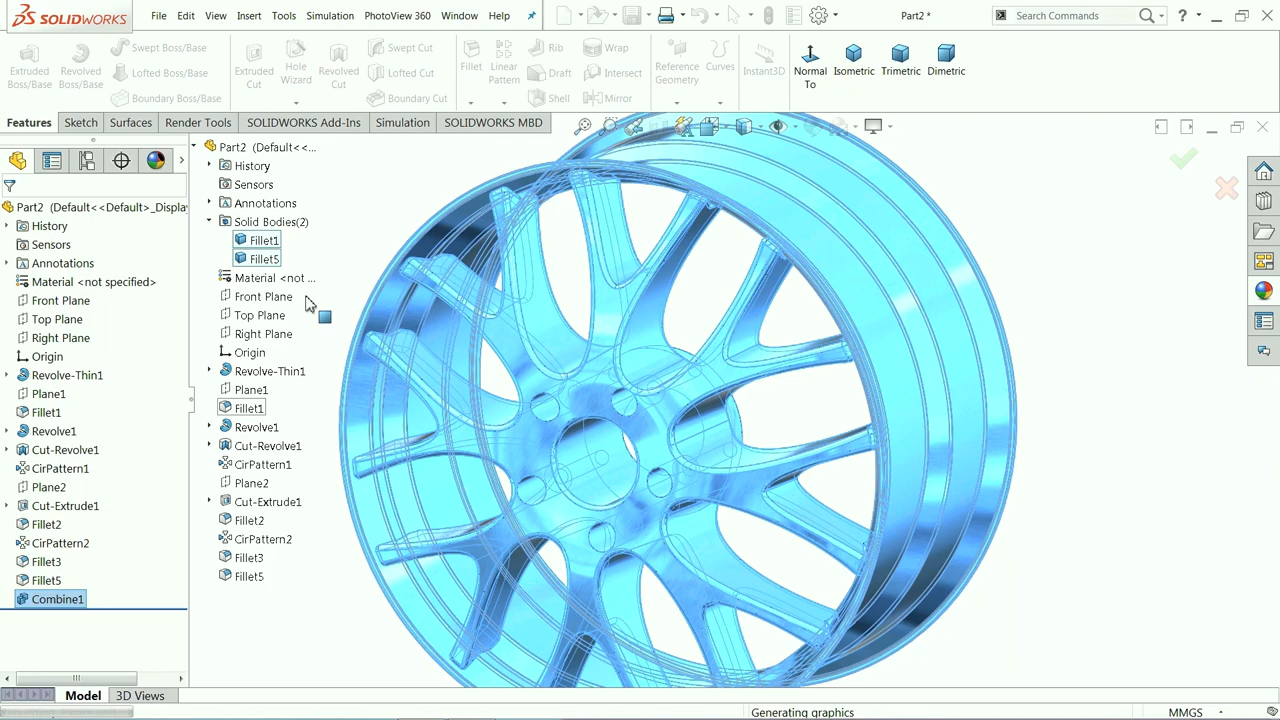 SOLIDWORKS File Edit View Insert Tools Simulation PhotoView 360 Window Help Part2 * Search Commands ?
Extruded Boss/Base
Revolved Boss/Base
Swept Boss/Base
Lofted Boss/Base
Boundary Boss/Base
Extruded Cut
Hole Wizard
Revolved Cut
Swept Cut
Lofted Cut
Boundary Cut
Fillet
Linear Pattern
Rib
Draft
Shell
Wrap
Intersect
Mirror
Reference Geometry
Curves
Instant3D
Normal To
Isometric
Trimetric
Dimetric
Features Sketch Surfaces Render Tools SOLIDWORKS Add-Ins Simulation SOLIDWORKS MBD
Part2 (Default<<Default>_Displa
History
Sensors
Annotations
Material <not specified>
Front Plane
Top Plane
Right Plane
Origin
Revolve-Thin1
Plane1
Fillet1
Revolve1
Cut-Revolve1
CirPattern1
Plane2
Cut-Extrude1
Fillet2
CirPattern2
Fillet3
Fillet5
Combine1
Part2 (Default<<...
History
Sensors
Annotations
Solid Bodies(2)
Fillet1
Fillet5
Material <not ...
Front Plane
Top Plane
Right Plane
Origin
Revolve-Thin1
Plane1
Fillet1
Revolve1
Cut-Revolve1
CirPattern1
Plane2
Cut-Extrude1
Fillet2
CirPattern2
Fillet3
Fillet5
Model 3D Views
Generating graphics MMGS